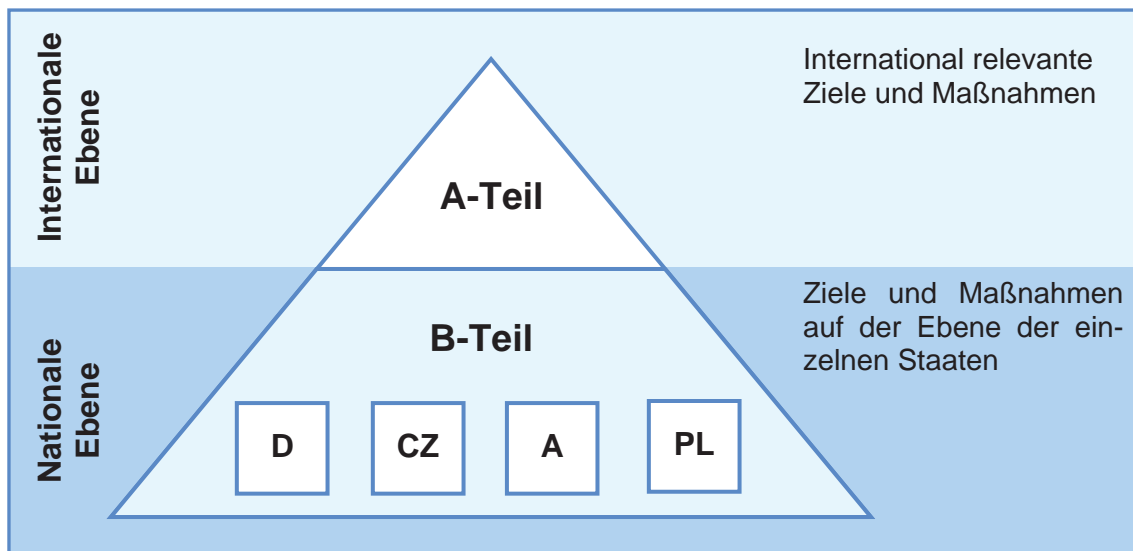 Internationale
Ebene
International relevante
Ziele und Maßnahmen
A-Teil
Nationale
Ebene
Ziele und Maßnahmen
auf der Ebene der ein-
zelnen Staaten
B-Teil
D
CZ
A
PL